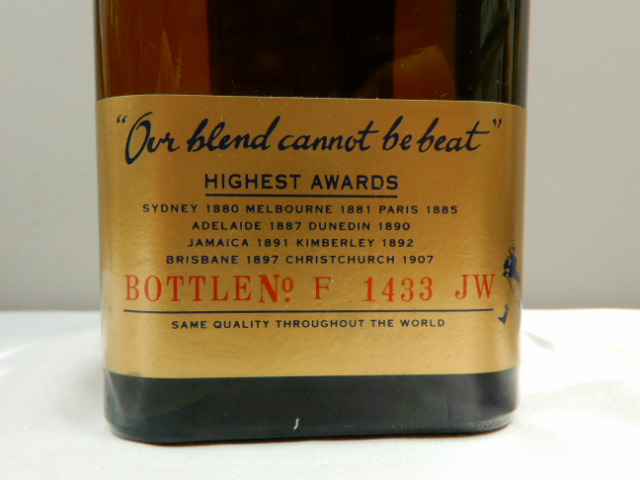 "Our blend cannot be beat"
HIGHEST AWARDS
SYDNEY 1880 MELBOURNE 1881 PARIS 1885
ADELAIDE 1887 DUNEDIN 1890
JAMAICA 1891 KIMBERLEY 1892
BRISBANE 1897 CHRISTCHURCH 1907
BOTTLE No F 1433 JW
SAME QUALITY THROUGHOUT THE WORLD